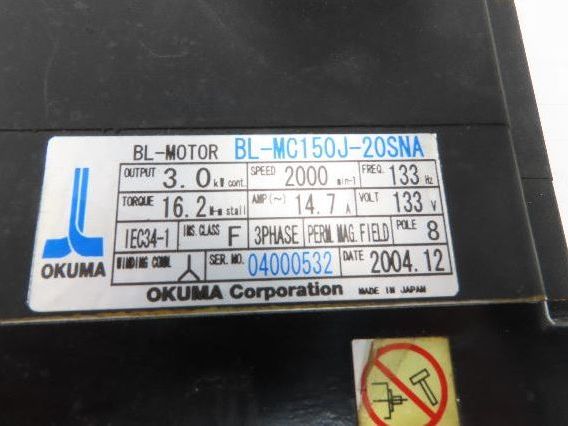 BL-MOTOR BL-MC150J-20SNA
OUTPUT 3.0 kW cont. SPEED 2000 min-1 FREQ. 133 Hz
TORQUE 16.2 N-m stall AMP(~) 14.7 A VOLT 133 V
IEC34-1 INS.CLASS F 3PHASE PERM.MAG.FIELD POLE 8
WINDING CONN. SER.NO. 04000532 DATE 2004.12
OKUMA
OKUMA Corporation MADE IN JAPAN